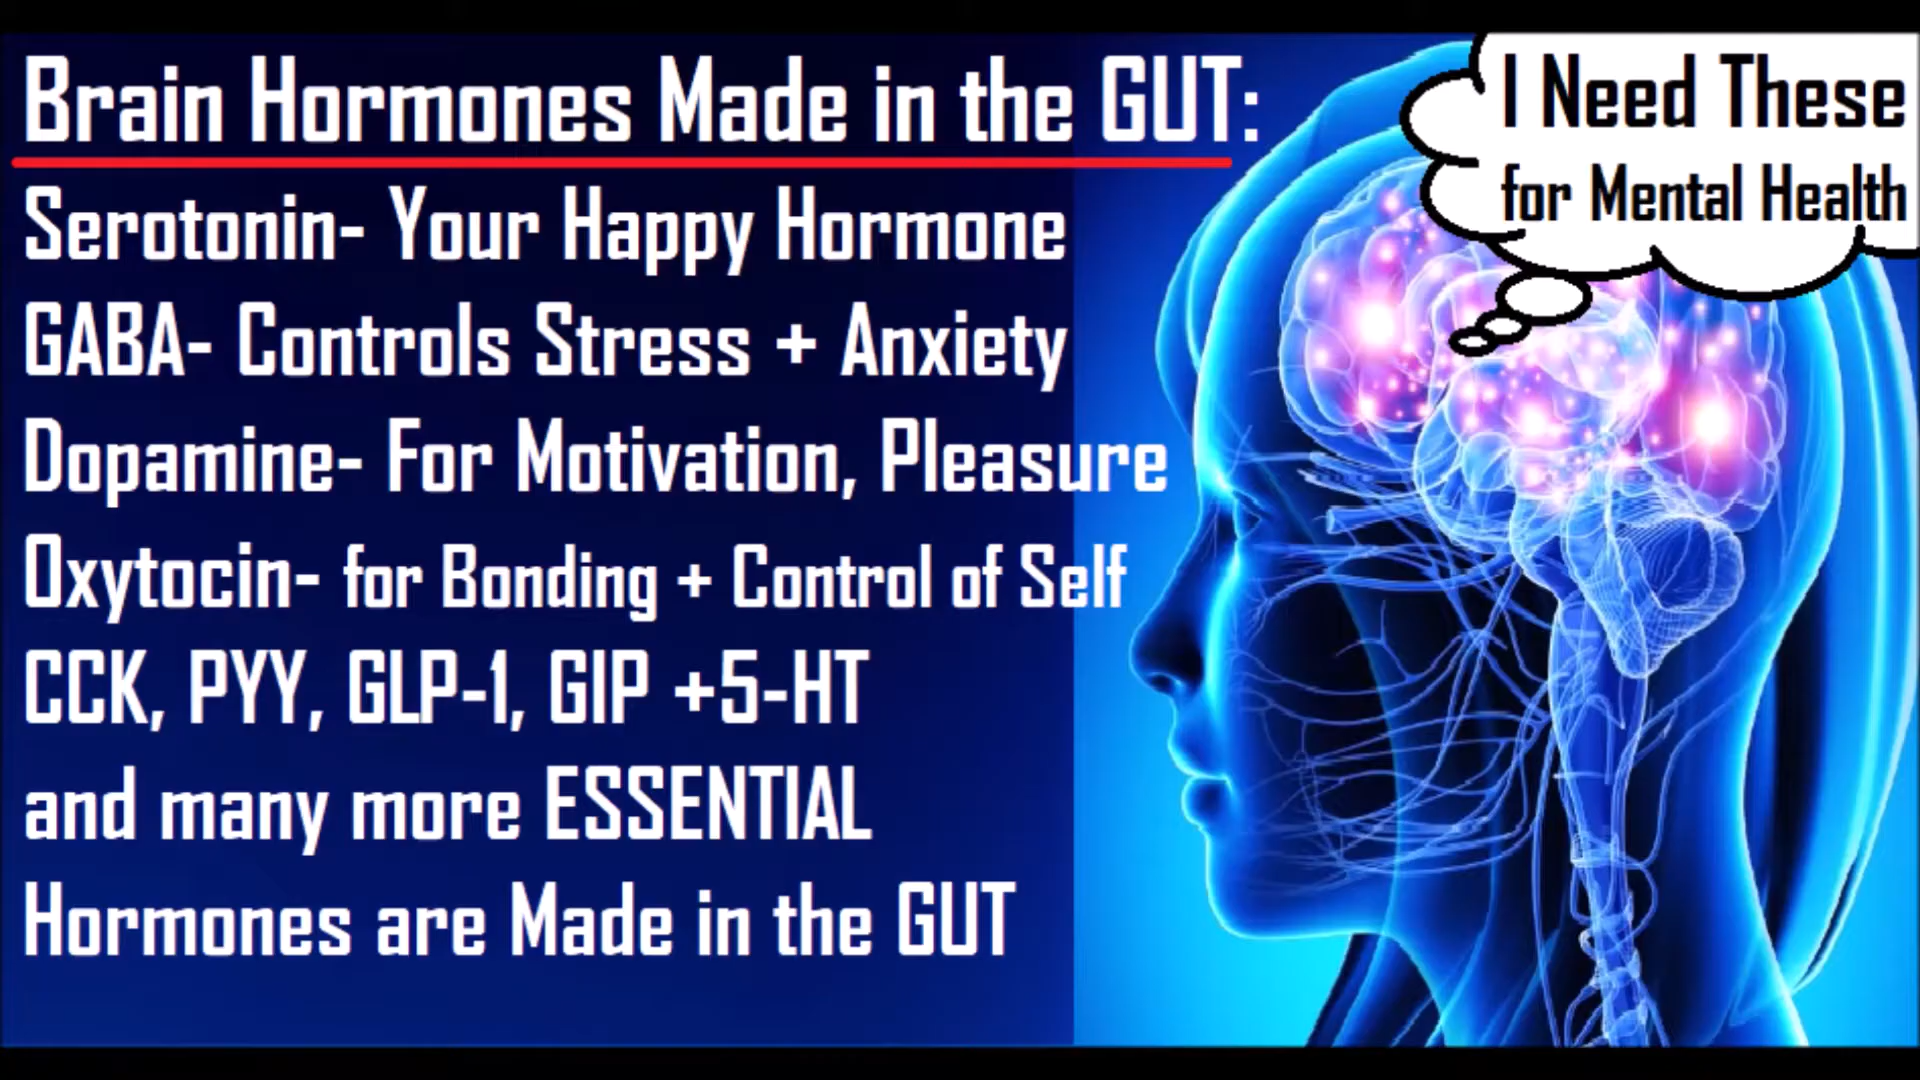 Brain Hormones Made in the GUT:
Serotonin- Your Happy Hormone
GABA- Controls Stress + Anxiety
Dopamine- For Motivation, Pleasure
Oxytocin- for Bonding + Control of Self
CCK, PYY, GLP-1, GIP +5-HT
and many more ESSENTIAL
Hormones are Made in the GUT
I Need These
for Mental Health